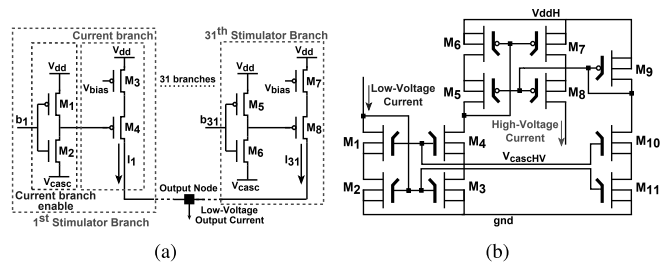 Current branch
31th Stimulator Branch
Vdd
Vdd
Vbias
M3
31 branches
Vdd
Vdd
Vbias
M7
b1
M1
M4
b31
M5
M8
M2
M6
I1
I31
Vcasc
Vcasc
Current branch
enable
Output Node
Low-Voltage
Output Current
1st Stimulator Branch
(a)
VddH
M6
M7
M9
Low-Voltage
Current
M5
M8
High-Voltage
Current
M1
M4
M10
VcascHV
M2
M3
M11
gnd
(b)